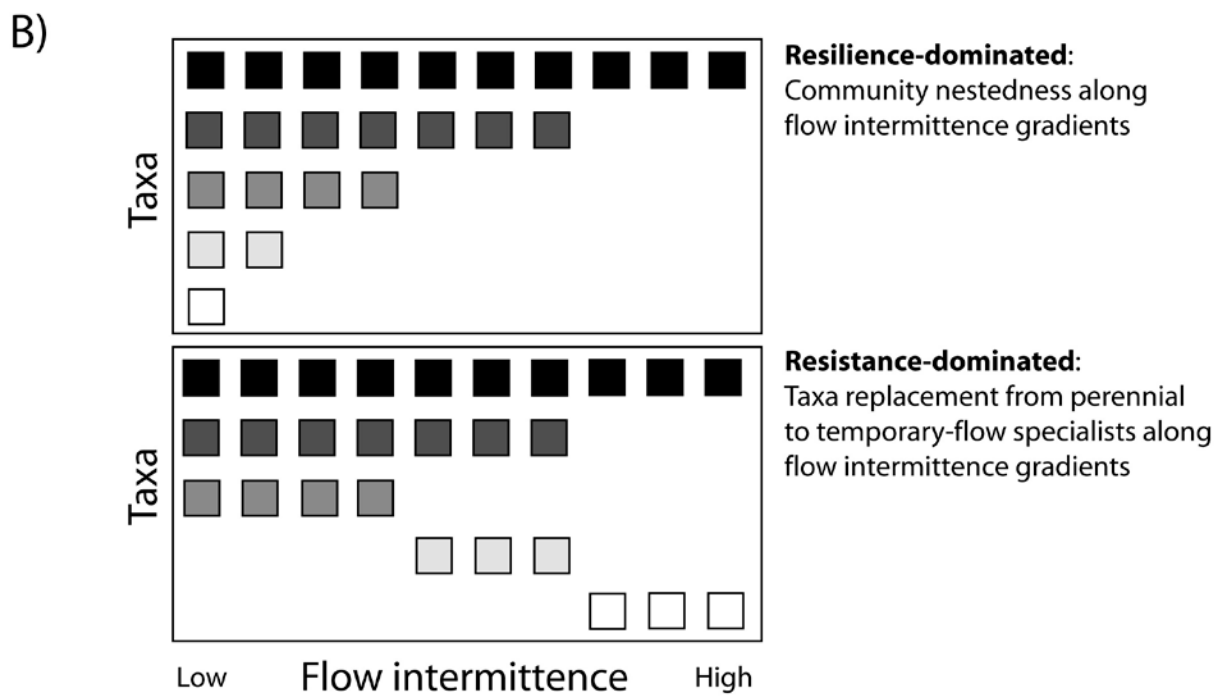 B)
Taxa
Resilience-dominated:
Community nestedness along
flow intermittence gradients
Taxa
Resistance-dominated:
Taxa replacement from perennial
to temporary-flow specialists along
flow intermittence gradients
Low Flow intermittence High